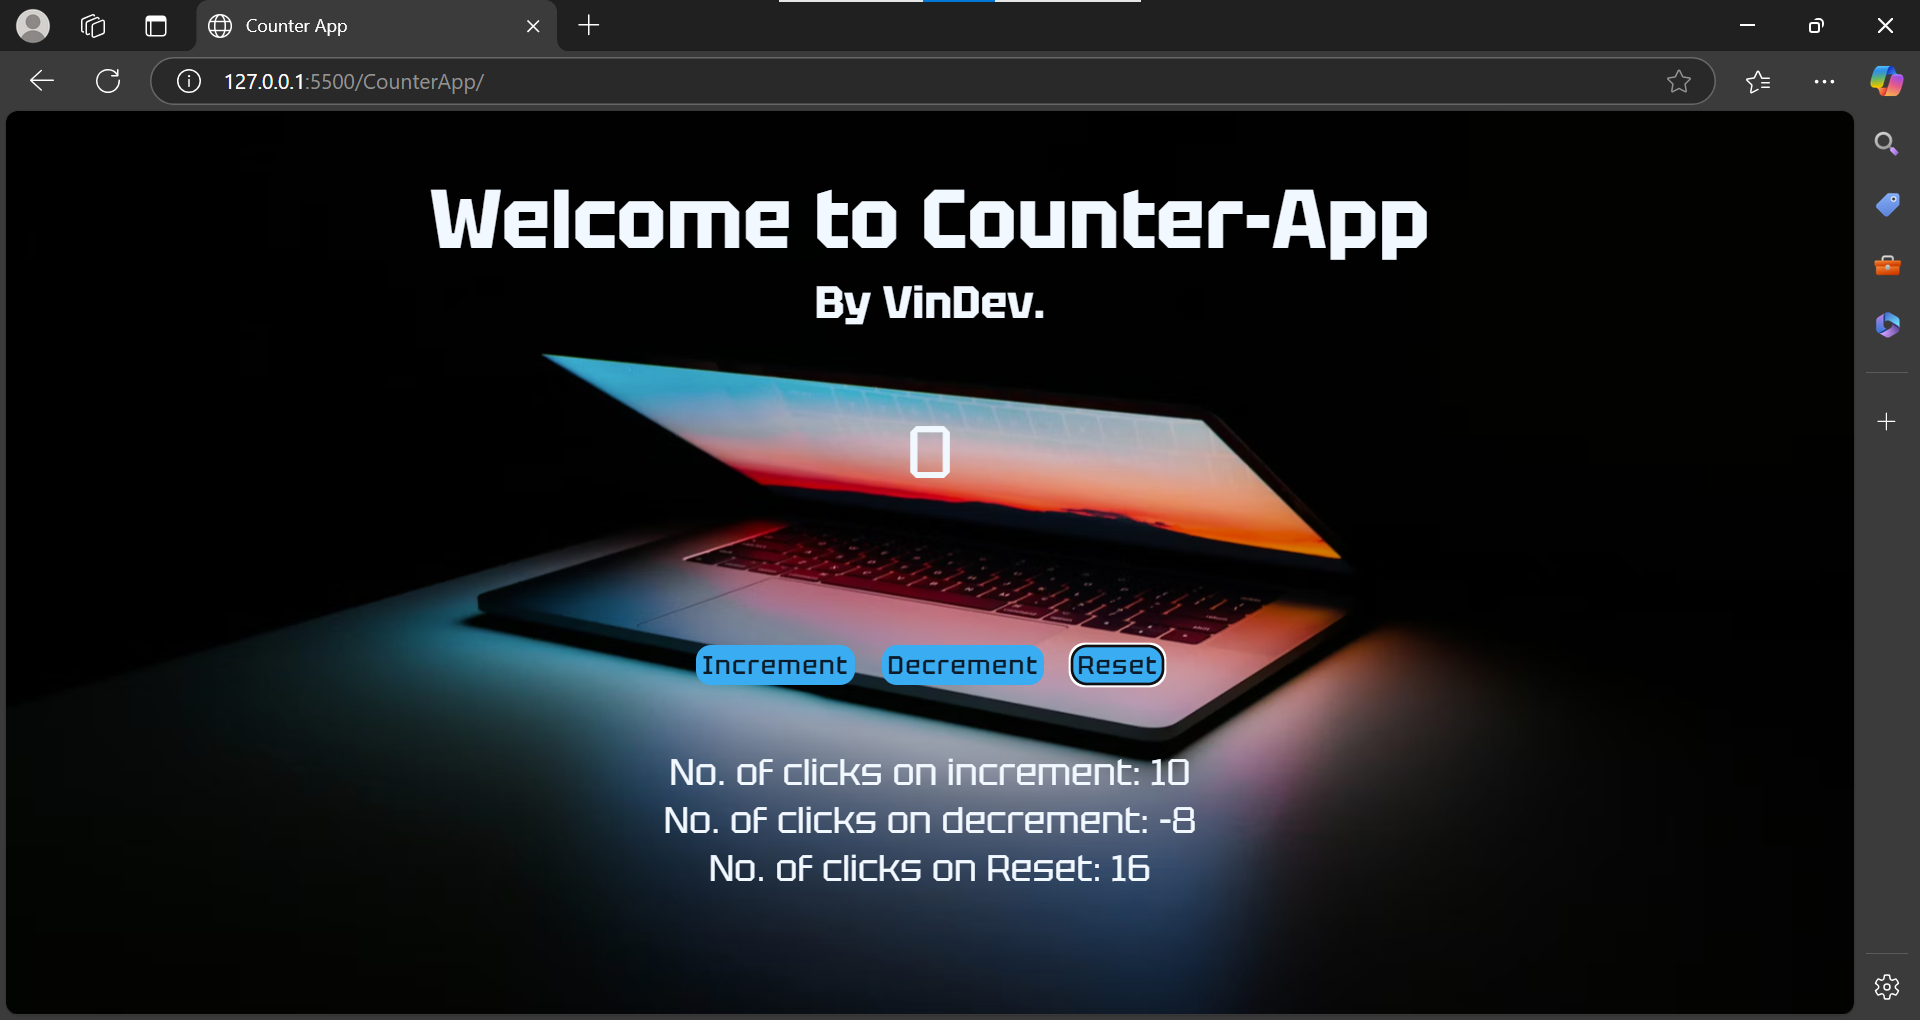 Counter App
127.0.0.1:5500/CounterApp/
Welcome to Counter-App
By VinDev.
0
Increment Decrement Reset
No. of clicks on increment: 10
No. of clicks on decrement: -8
No. of clicks on Reset: 16